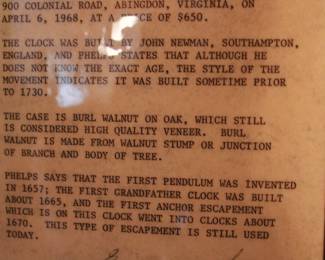 900 COLONIAL ROAD, ABINGDON, VIRGINIA, ON
APRIL 6, 1968, AT A PRICE OF $650.
THE CLOCK WAS BUILT BY JOHN NEWMAN, SOUTHAMPTON,
ENGLAND, AND PHELPS STATES THAT ALTHOUGH HE
DOES NOT KNOW THE EXACT AGE, THE STYLE OF THE
MOVEMENT INDICATES IT WAS BUILT SOMETIME PRIOR
TO 1730.
THE CASE IS BURL WALNUT ON OAK, WHICH STILL
IS CONSIDERED HIGH QUALITY VENEER. BURL
WALNUT IS MADE FROM WALNUT STUMP OR JUNCTION
OF BRANCH AND BODY OF TREE.
PHELPS SAYS THAT THE FIRST PENDULUM WAS INVENTED
IN 1657; THE FIRST GRANDFATHER CLOCK WAS BUILT
ABOUT 1665, AND THE FIRST ANCHOR ESCAPEMENT
WHICH IS ON THIS CLOCK WENT INTO CLOCKS ABOUT
1670. THIS TYPE OF ESCAPEMENT IS STILL USED
TODAY.